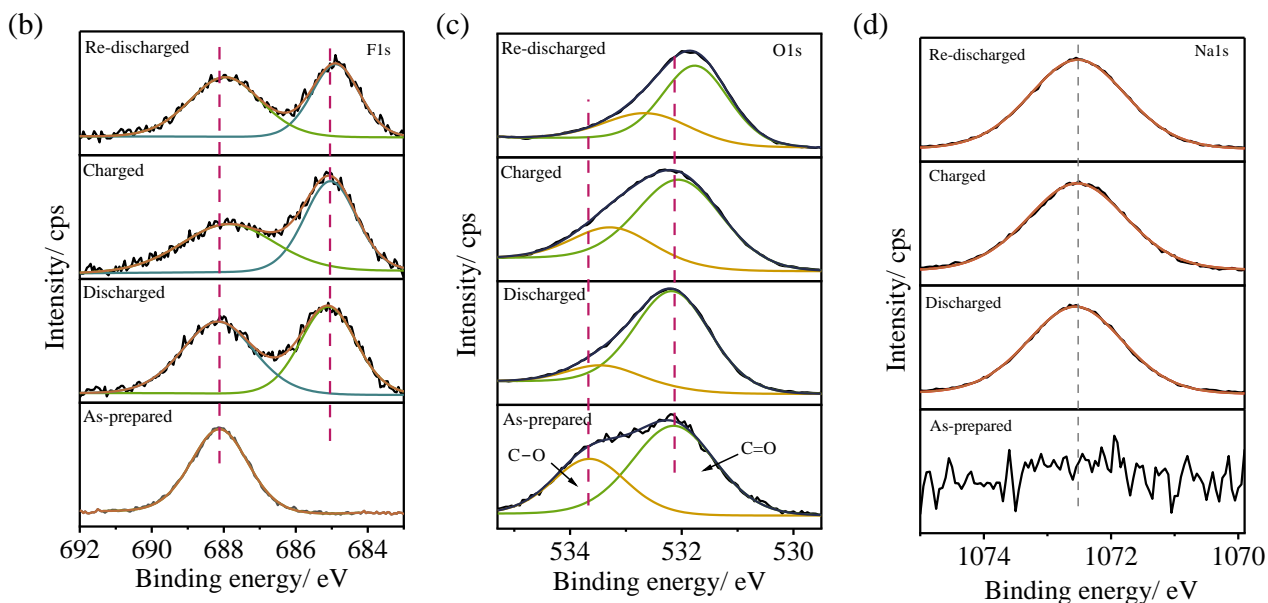 (b)
Re-discharged F1s
Charged
Discharged
As-prepared
Intensity/ cps
692 690 688 685 684
Binding energy/ eV
(c)
Re-discharged O1s
Charged
Discharged
As-prepared
C−O
C=O
Intensity/ cps
534 532 530
Binding energy/ eV
(d)
Re-discharged Na1s
Charged
Discharged
As-prepared
Intensity/ cps
1074 1072 1070
Binding energy/ eV